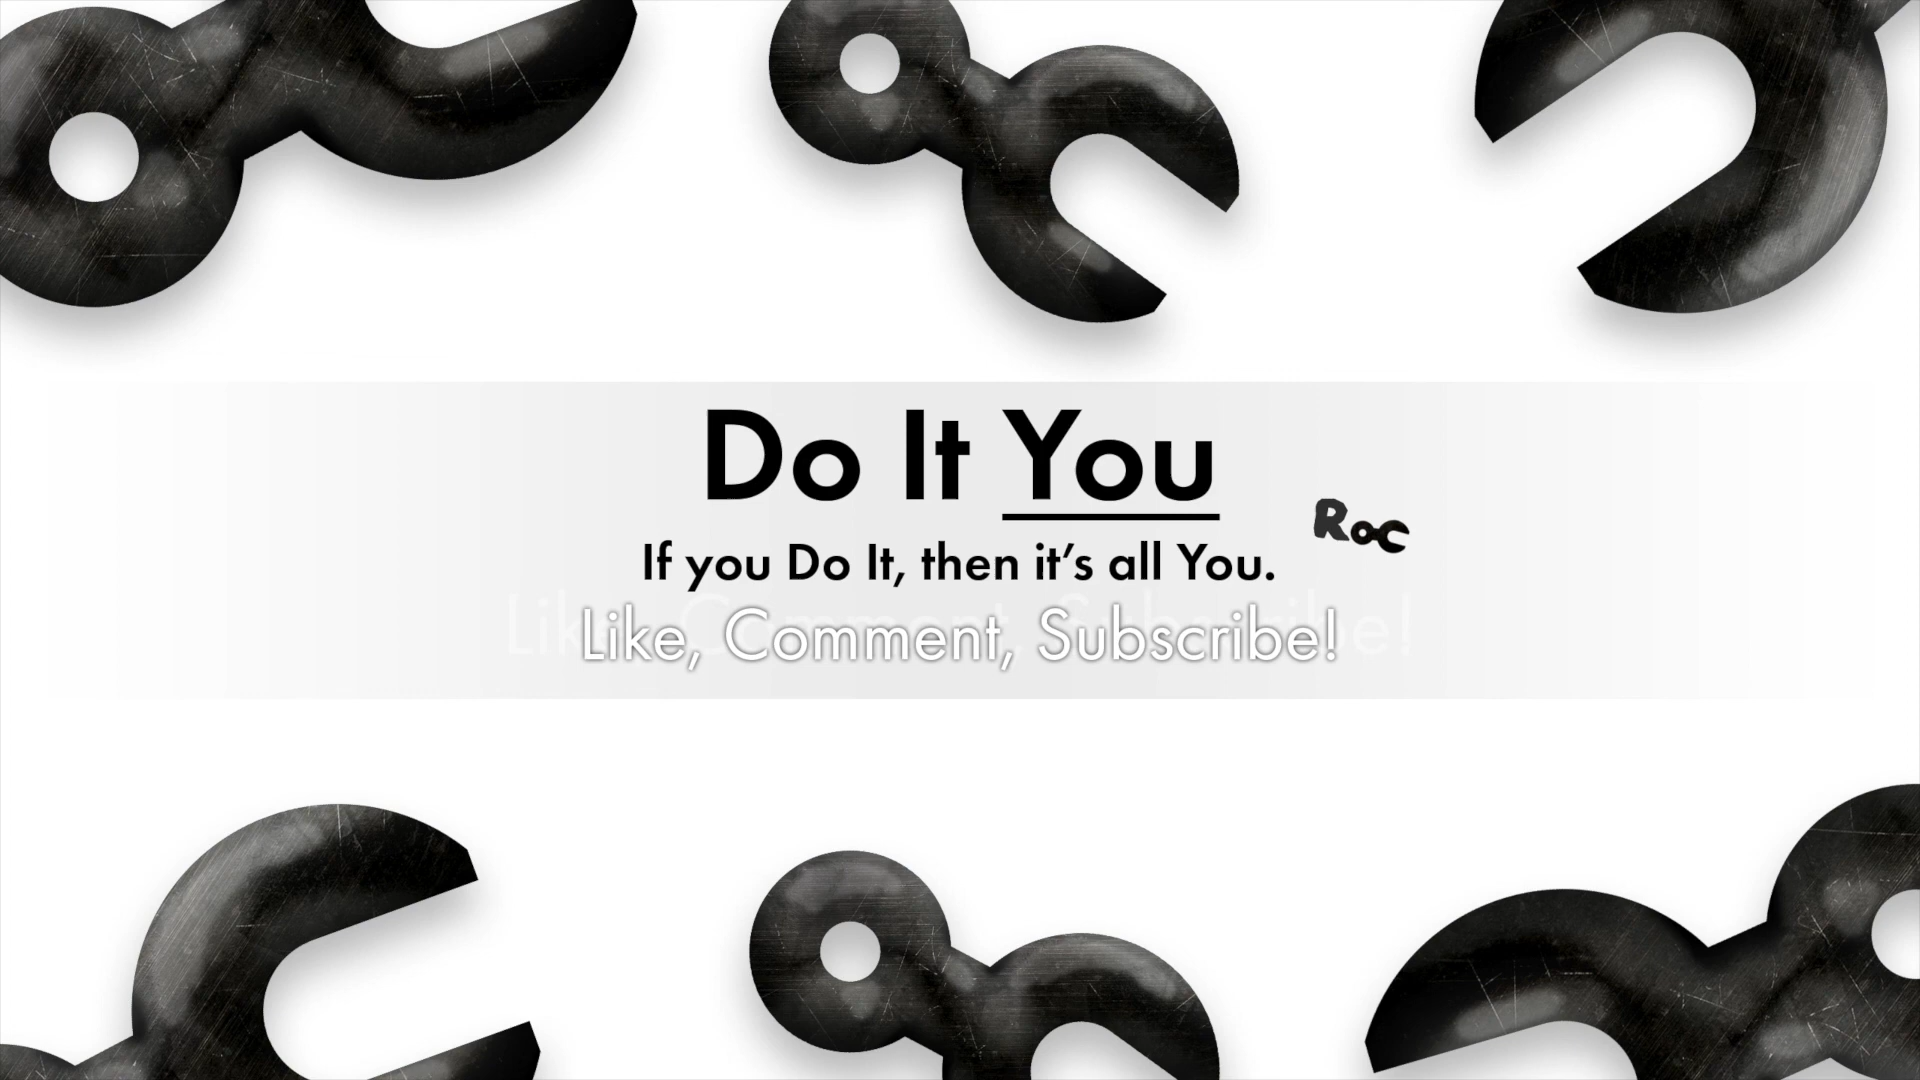 Do It You
Roc
If you Do It, then it’s all You.
Like, Comment, Subscribe!